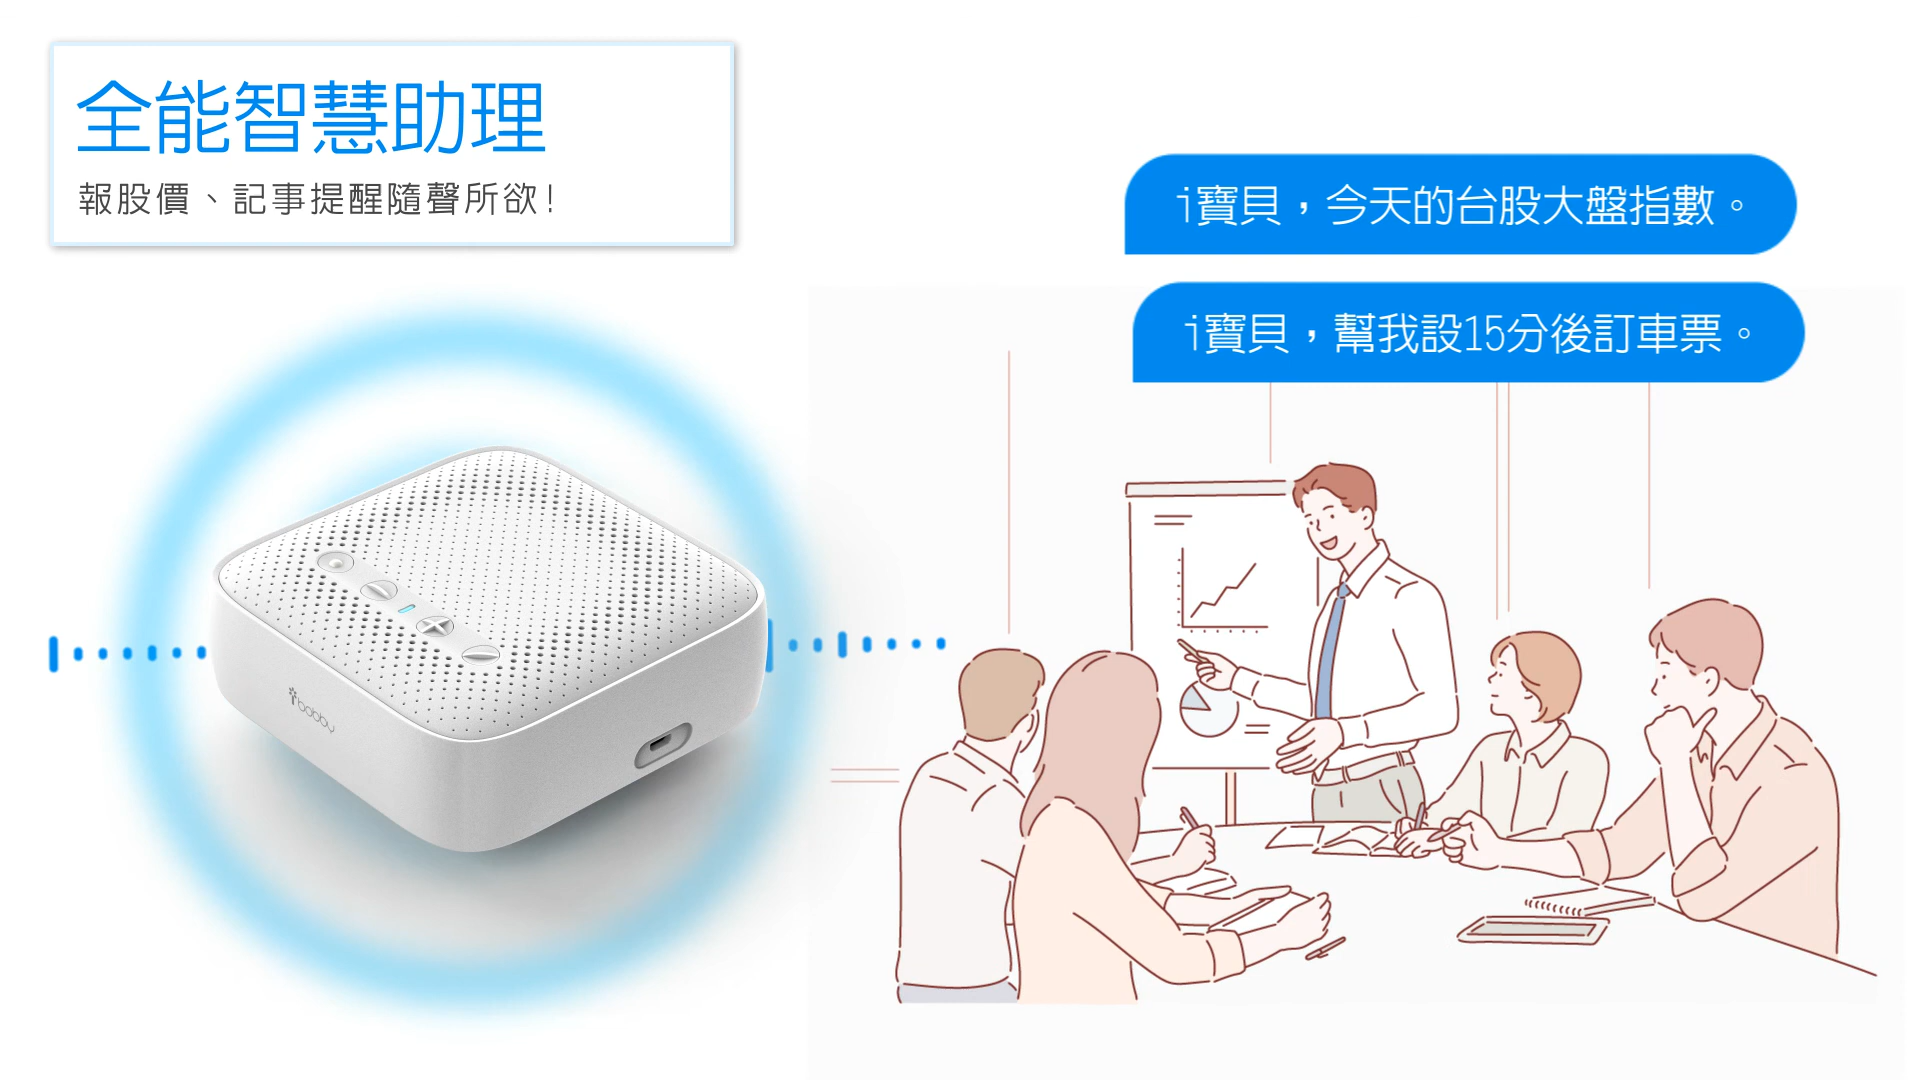 全能智慧助理
報股價、記事提醒隨聲所欲!
i寶貝，今天的台股大盤指數。
i寶貝，幫我設15分後訂車票。
ibobby